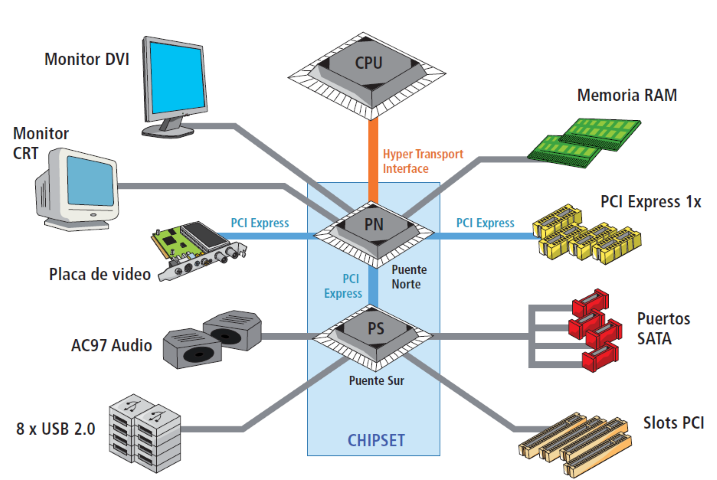 Monitor DVI
CPU
Memoria RAM
Monitor
CRT
Hyper Transport
Interface
PCI Express 1x
PCI Express
PN
PCI Express
Placa de video
PCI
Express
Puente
Norte
AC97 Audio
PS
Puertos
SATA
Puente Sur
8 x USB 2.0
Slots PCI
CHIPSET